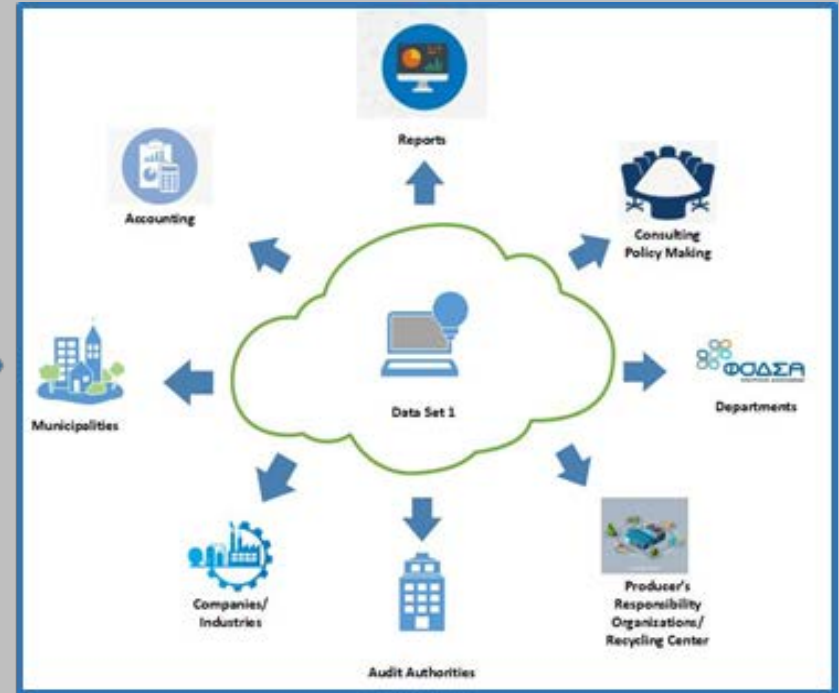 Reports
Accounting
Consulting
Policy Making
Municipalities
Data Set 1
ΦΟΔΣΑ
Departments
Companies/
Industries
Audit Authorities
Producer's
Responsibility
Organizations/
Recycling Center